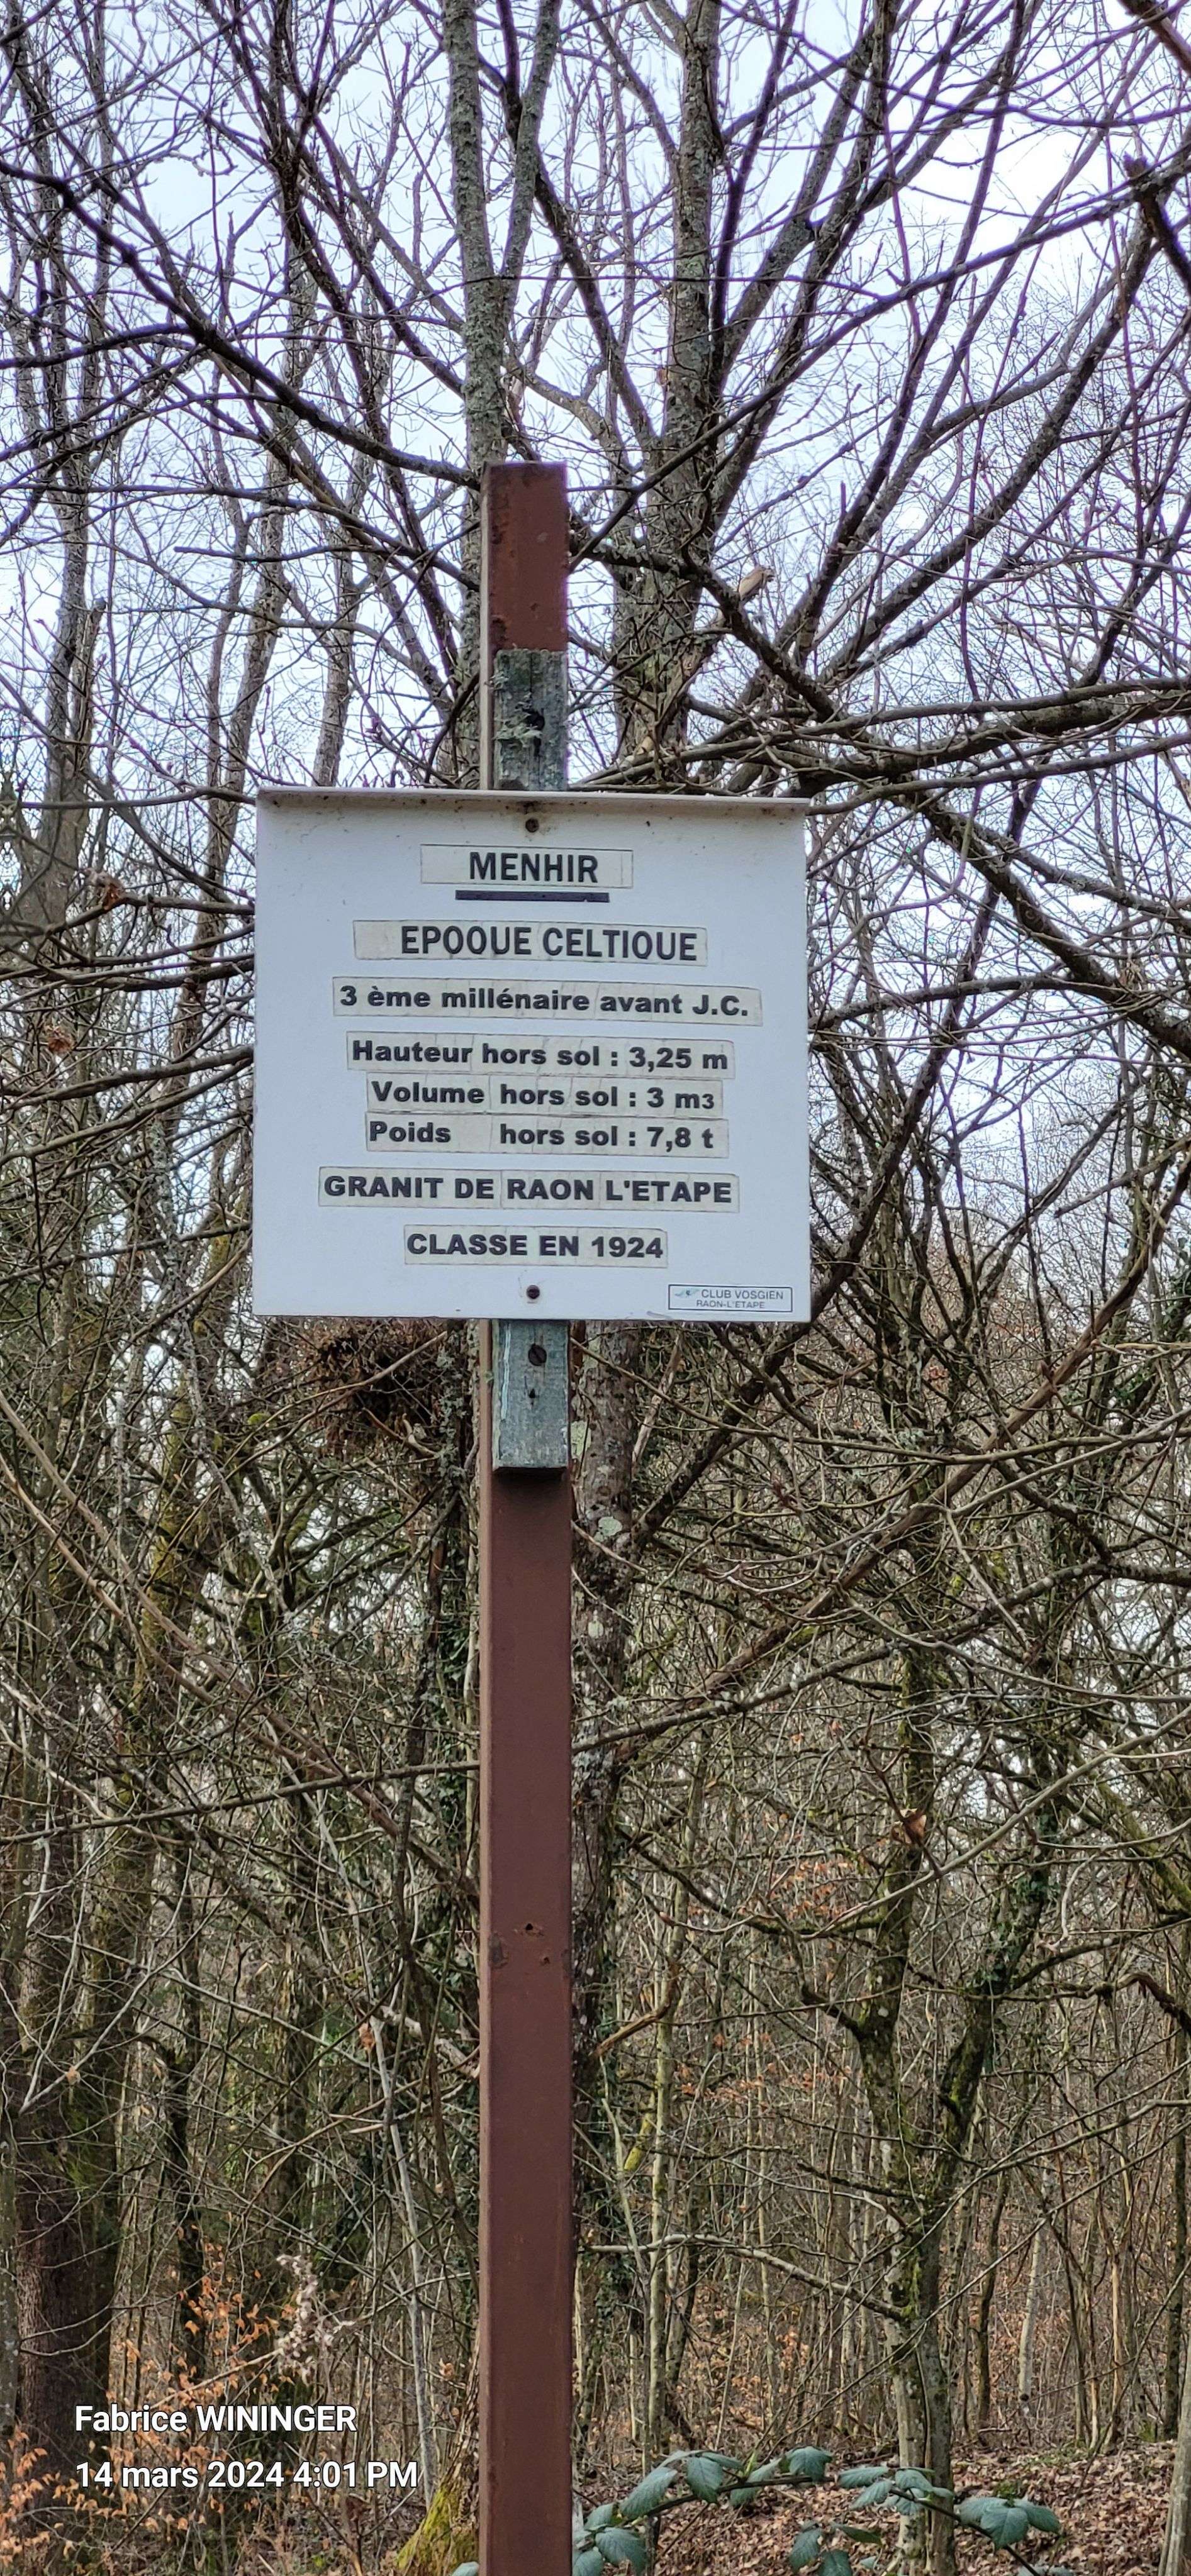 MENHIR
EPOQUE CELTIQUE
3 ème millénaire avant J.C.
Hauteur hors sol : 3,25 m
Volume hors sol : 3 m3
Poids hors sol : 7,8 t
GRANIT DE RAON L'ETAPE
CLASSE EN 1924
CLUB VOSGIEN
RAON-L'ETAPE
Fabrice WININGER
14 mars 2024 4:01 PM